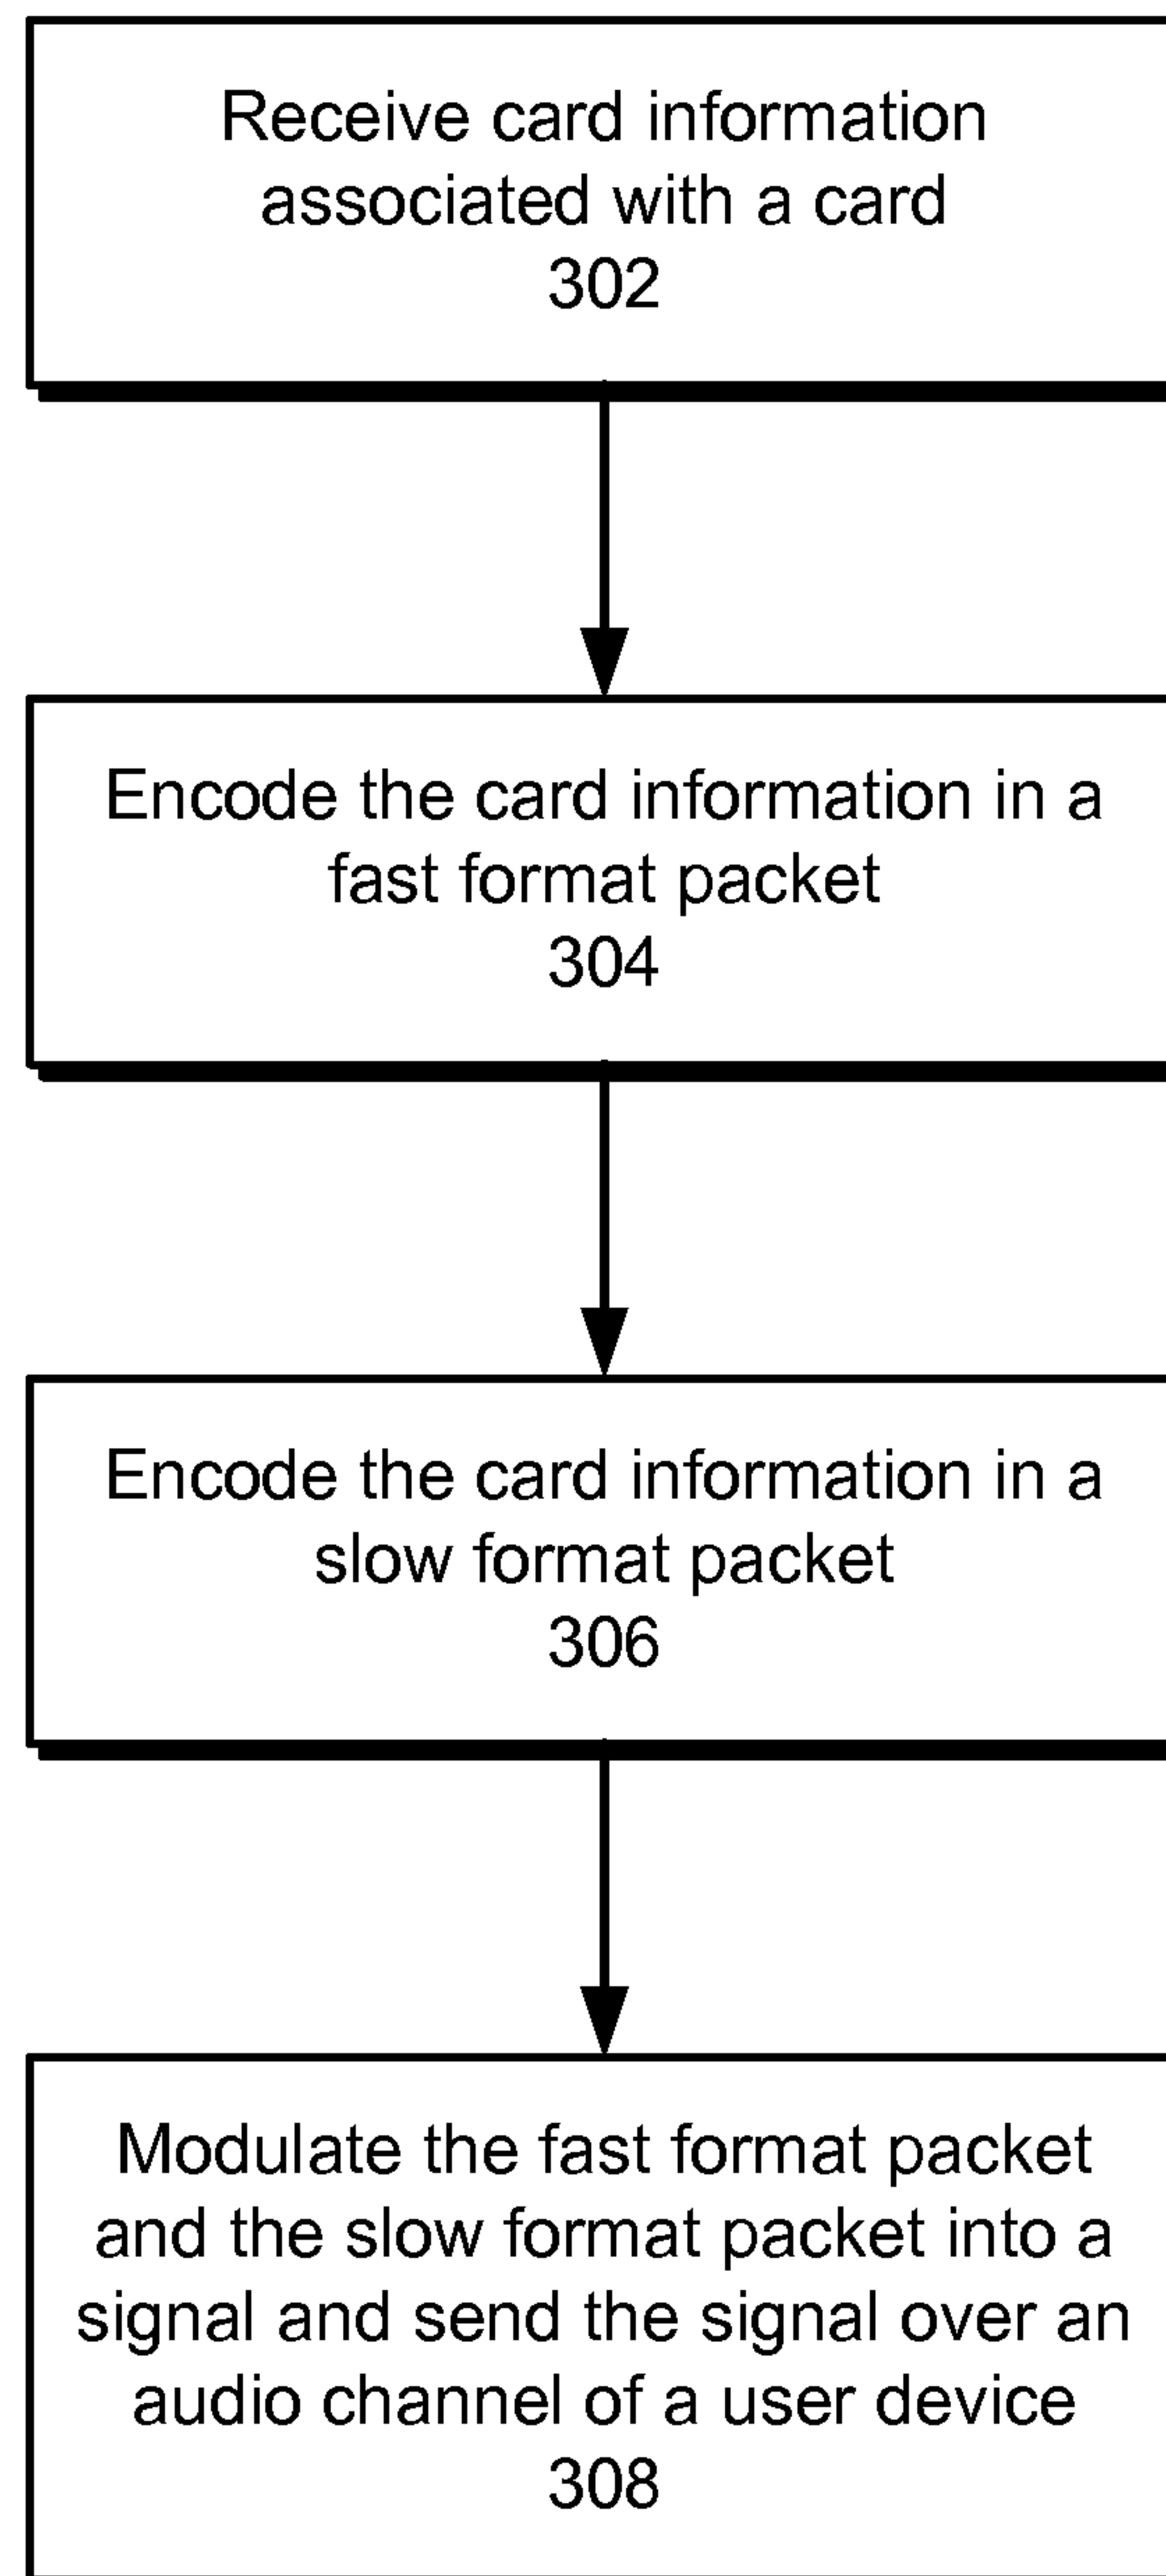 Receive card information
associated with a card
302
Encode the card information in a
fast format packet
304
Encode the card information in a
slow format packet
306
Modulate the fast format packet
and the slow format packet into a
signal and send the signal over an
audio channel of a user device
308